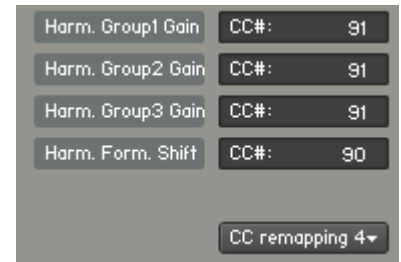 Harm. Group1 Gain CC#: 91
Harm. Group2 Gain CC#: 91
Harm. Group3 Gain CC#: 91
Harm. Form. Shift CC#: 90
CC remapping 4